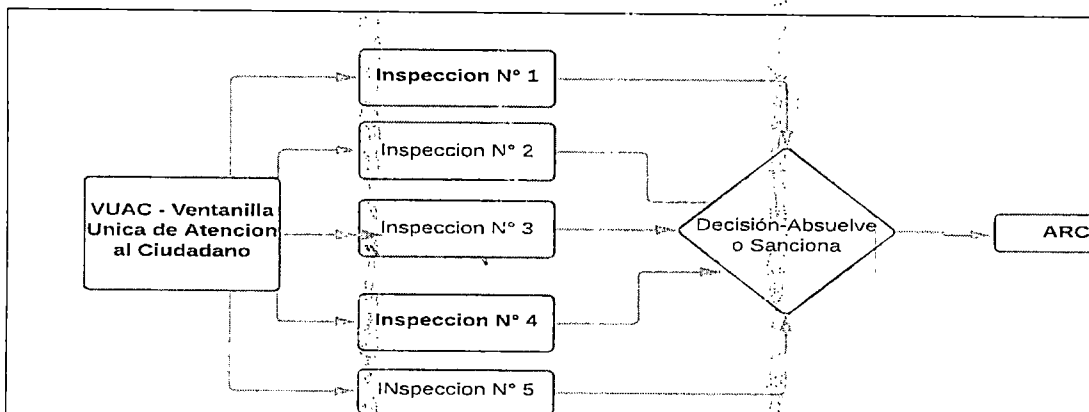 Inspeccion N° 1
Inspeccion N° 2
VUAC - Ventanilla
Unica de Atencion
al Ciudadano
Inspeccion N° 3
Decisión-Absuelve
o Sanciona
ARC
Inspeccion N° 4
INspeccion N° 5